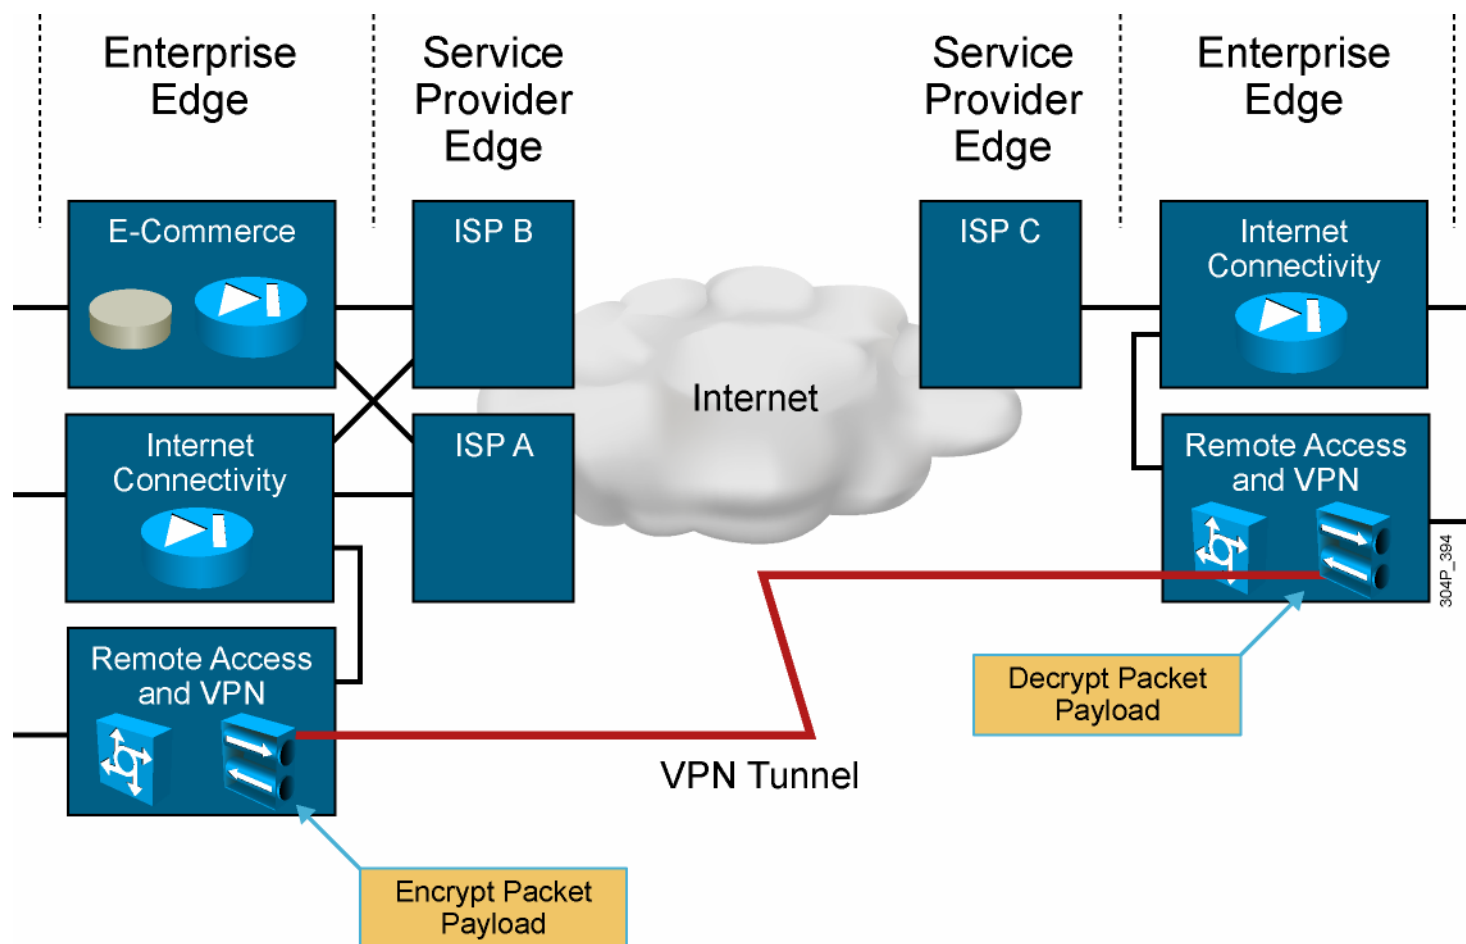 Enterprise
Edge
Service
Provider
Edge
Service
Provider
Edge
Enterprise
Edge
E-Commerce
ISP B
ISP C
Internet
Connectivity
Internet
Internet
Connectivity
ISP A
Remote Access
and VPN
304P_394
Remote Access
and VPN
Decrypt Packet
Payload
VPN Tunnel
Encrypt Packet
Payload